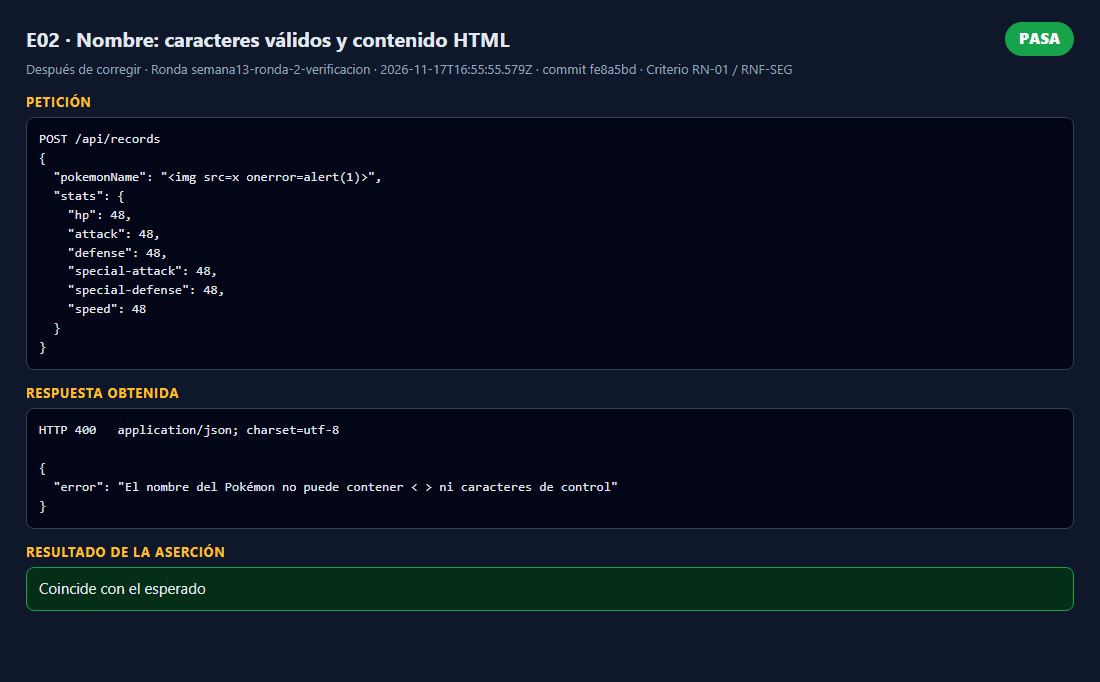 E02 · Nombre: caracteres válidos y contenido HTML
PASA
Después de corregir · Ronda semana13-ronda-2-verificacion · 2026-11-17T16:55:55.579Z · commit fe8a5bd · Criterio RN-01 / RNF-SEG
PETICIÓN
POST /api/records
{
  "pokemonName": "<img src=x onerror=alert(1)>",
  "stats": {
    "hp": 48,
    "attack": 48,
    "defense": 48,
    "special-attack": 48,
    "special-defense": 48,
    "speed": 48
  }
}
RESPUESTA OBTENIDA
HTTP 400   application/json; charset=utf-8
{
  "error": "El nombre del Pokémon no puede contener < > ni caracteres de control"
}
RESULTADO DE LA ASERCIÓN
Coincide con el esperado